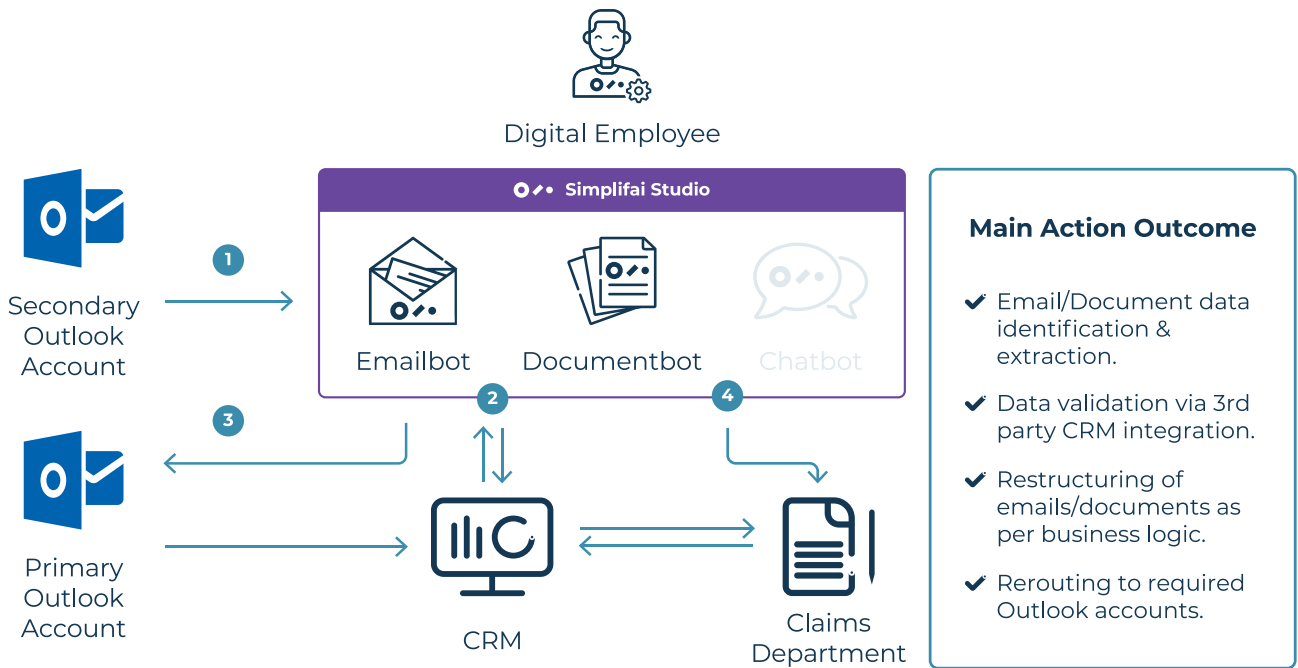 Digital Employee
Simplifai Studio
1
Secondary
Outlook
Account
Emailbot
Documentbot
Chatbot
2
4
3
Primary
Outlook
Account
CRM
Claims
Department
Main Action Outcome
Email/Document data
identification &
extraction.
Data validation via 3rd
party CRM integration.
Restructuring of
emails/documents as
per business logic.
Rerouting to required
Outlook accounts.